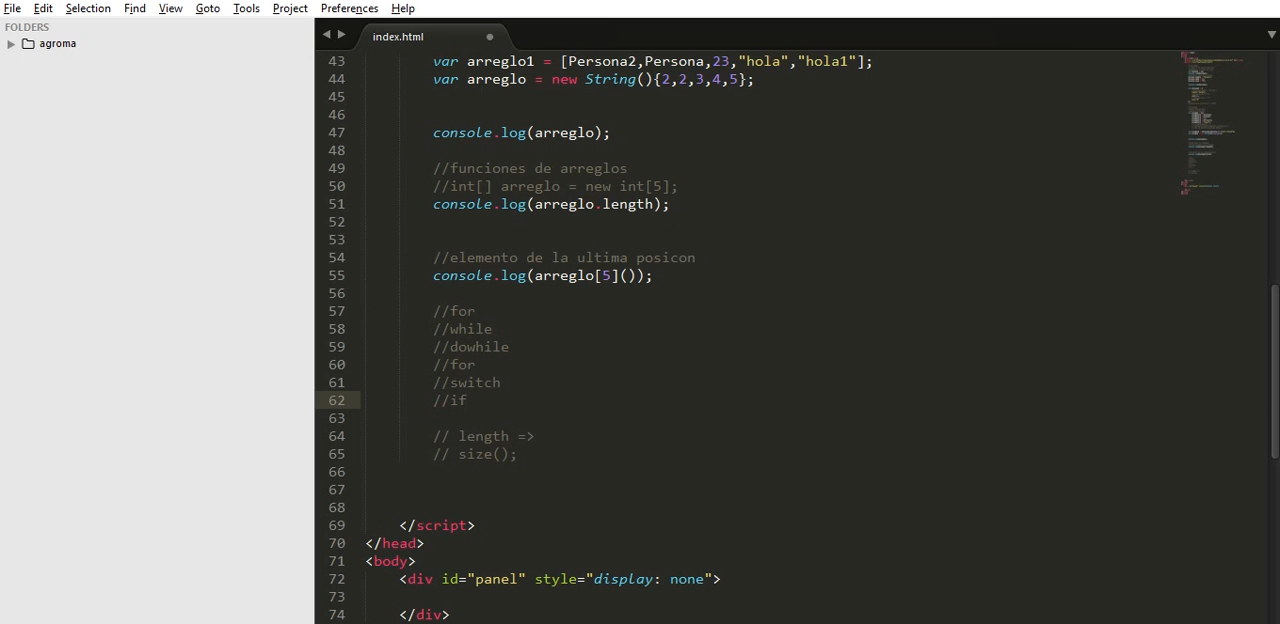 File Edit Selection Find View Goto Tools Project Preferences Help
FOLDERS
agroma
index.html
43 var arreglo1 = [Persona2,Persona,23,"hola","hola1"];
44 var arreglo = new String(){2,2,3,4,5};
45
46
47 console.log(arreglo);
48
49 //funciones de arreglos
50 //int[] arreglo = new int[5];
51 console.log(arreglo.length);
52
53
54 //elemento de la ultima posicon
55 console.log(arreglo[5]());
56
57 //for
58 //while
59 //dowhile
60 //for
61 //switch
62 //if
63
64 // length =>
65 // size();
66
67
68
69 </script>
70 </head>
71 <body>
72 <div id="panel" style="display: none">
73
74 </div>